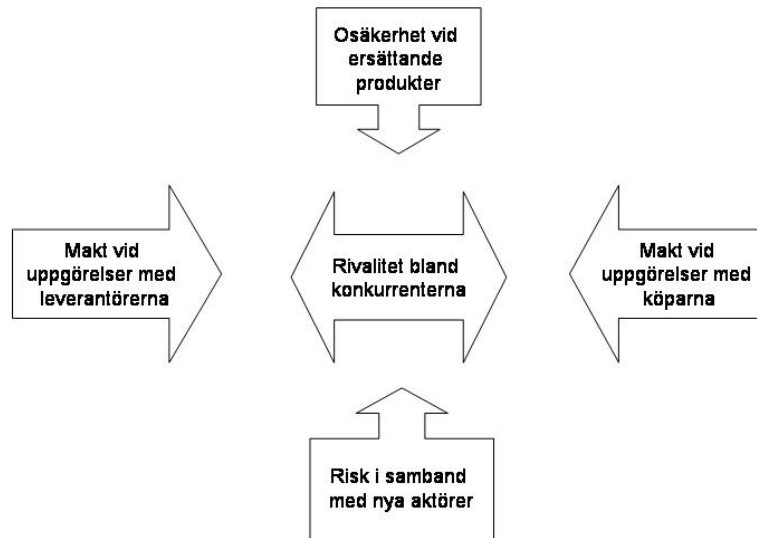 Osäkerhet vid
ersättande
produkter
Makt vid
uppgörelser med
leverantörerna
Rivalitet bland
konkurrenterna
Makt vid
uppgörelser med
köparna
Risk i samband
med nya aktörer